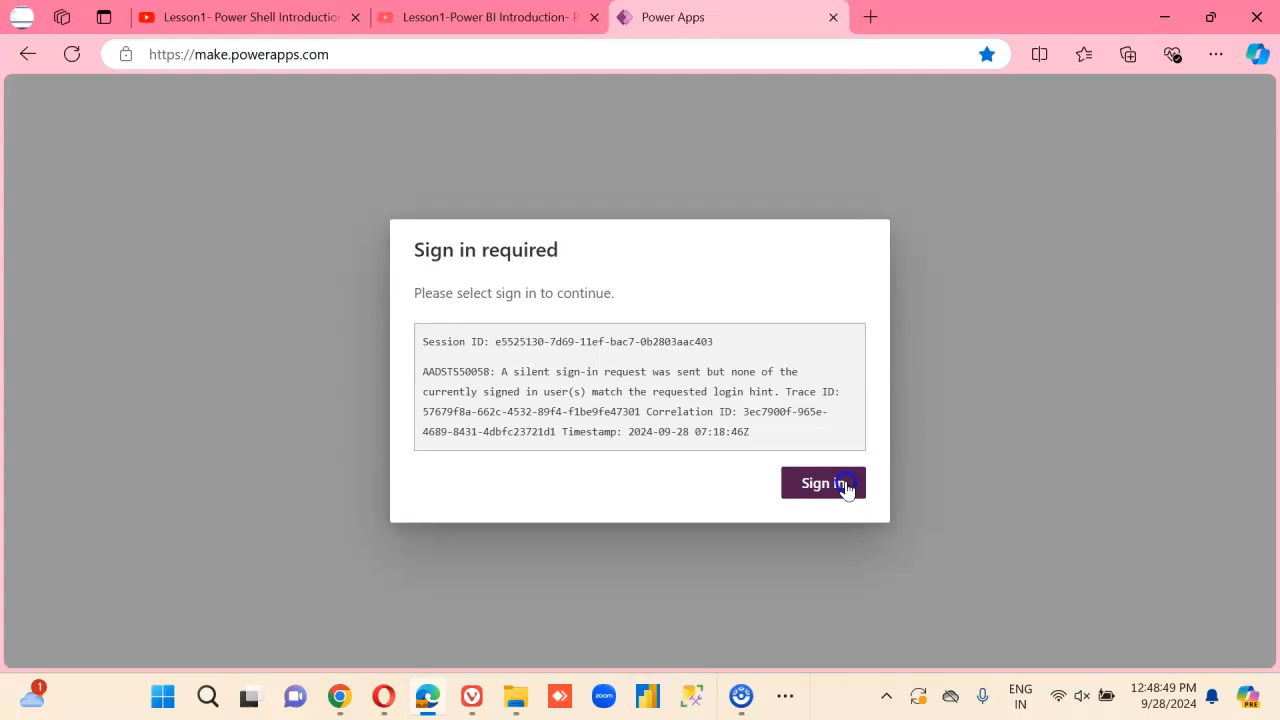 Lesson1- Power Shell Introductio
Lesson1-Power BI Introduction- P
Power Apps
https://make.powerapps.com
Sign in required
Please select sign in to continue.
Session ID: e5525130-7d69-11ef-bac7-0b2803aac403
AADSTS50058: A silent sign-in request was sent but none of the
currently signed in user(s) match the requested login hint. Trace ID:
57679f8a-662c-4532-89f4-f1be9fe47301 Correlation ID: 3ec7900f-965e-
4689-8431-4dbfc23721d1 Timestamp: 2024-09-28 07:18:46Z
Sign in
1
zoom
ENG
IN
12:48:49 PM
9/28/2024
PRE